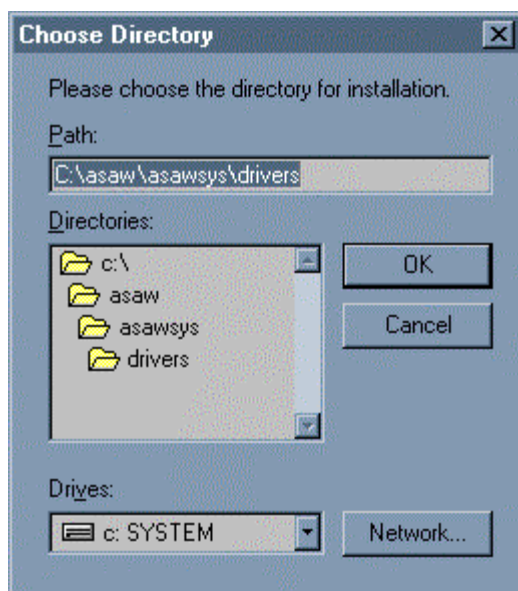 Choose Directory
Please choose the directory for installation.
Path:
C:\asaw\asawsys\drivers
Directories:
c:\
asaw
asawsys
drivers
OK
Cancel
Drives:
c: SYSTEM
Network...